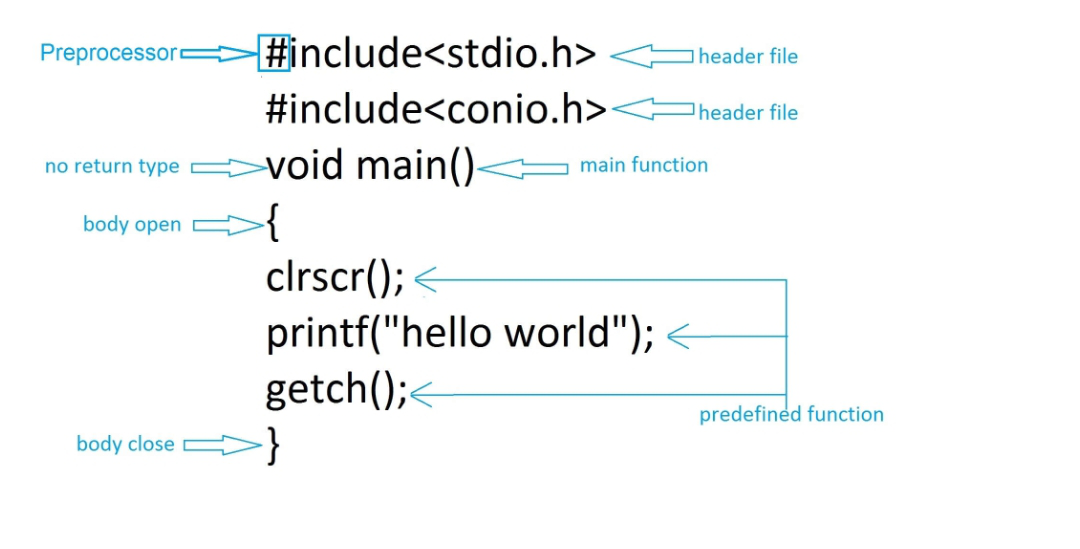 Preprocessor #include<stdio.h> header file
#include<conio.h> header file
no return type void main() main function
body open {
clrscr();
printf("hello world");
getch();
predefined function
body close }